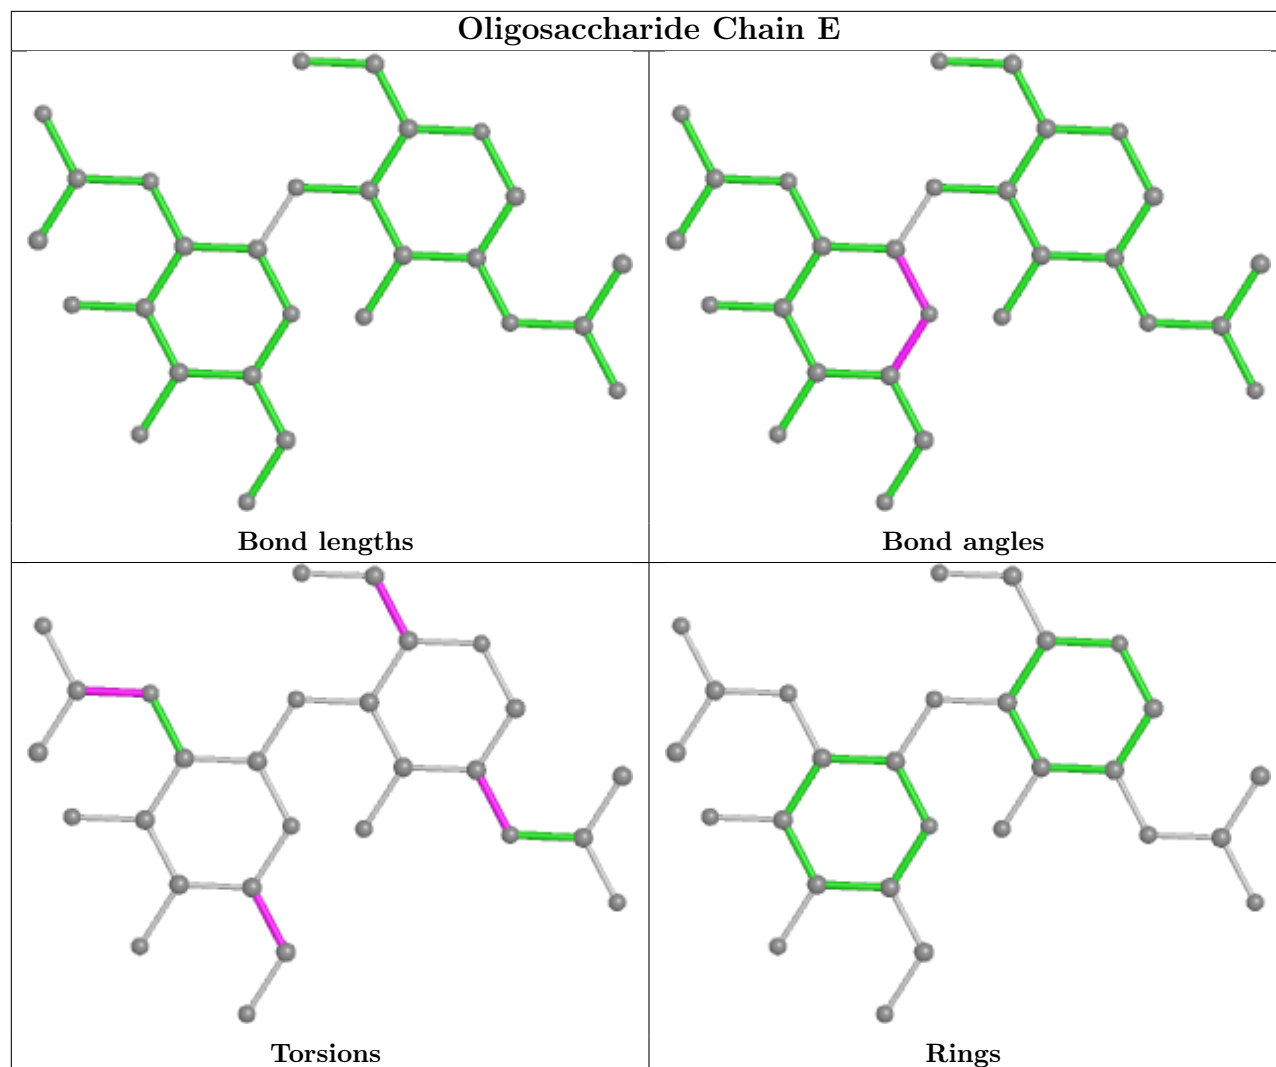 Oligosaccharide Chain E
Bond lengths
Bond angles
Torsions
Rings